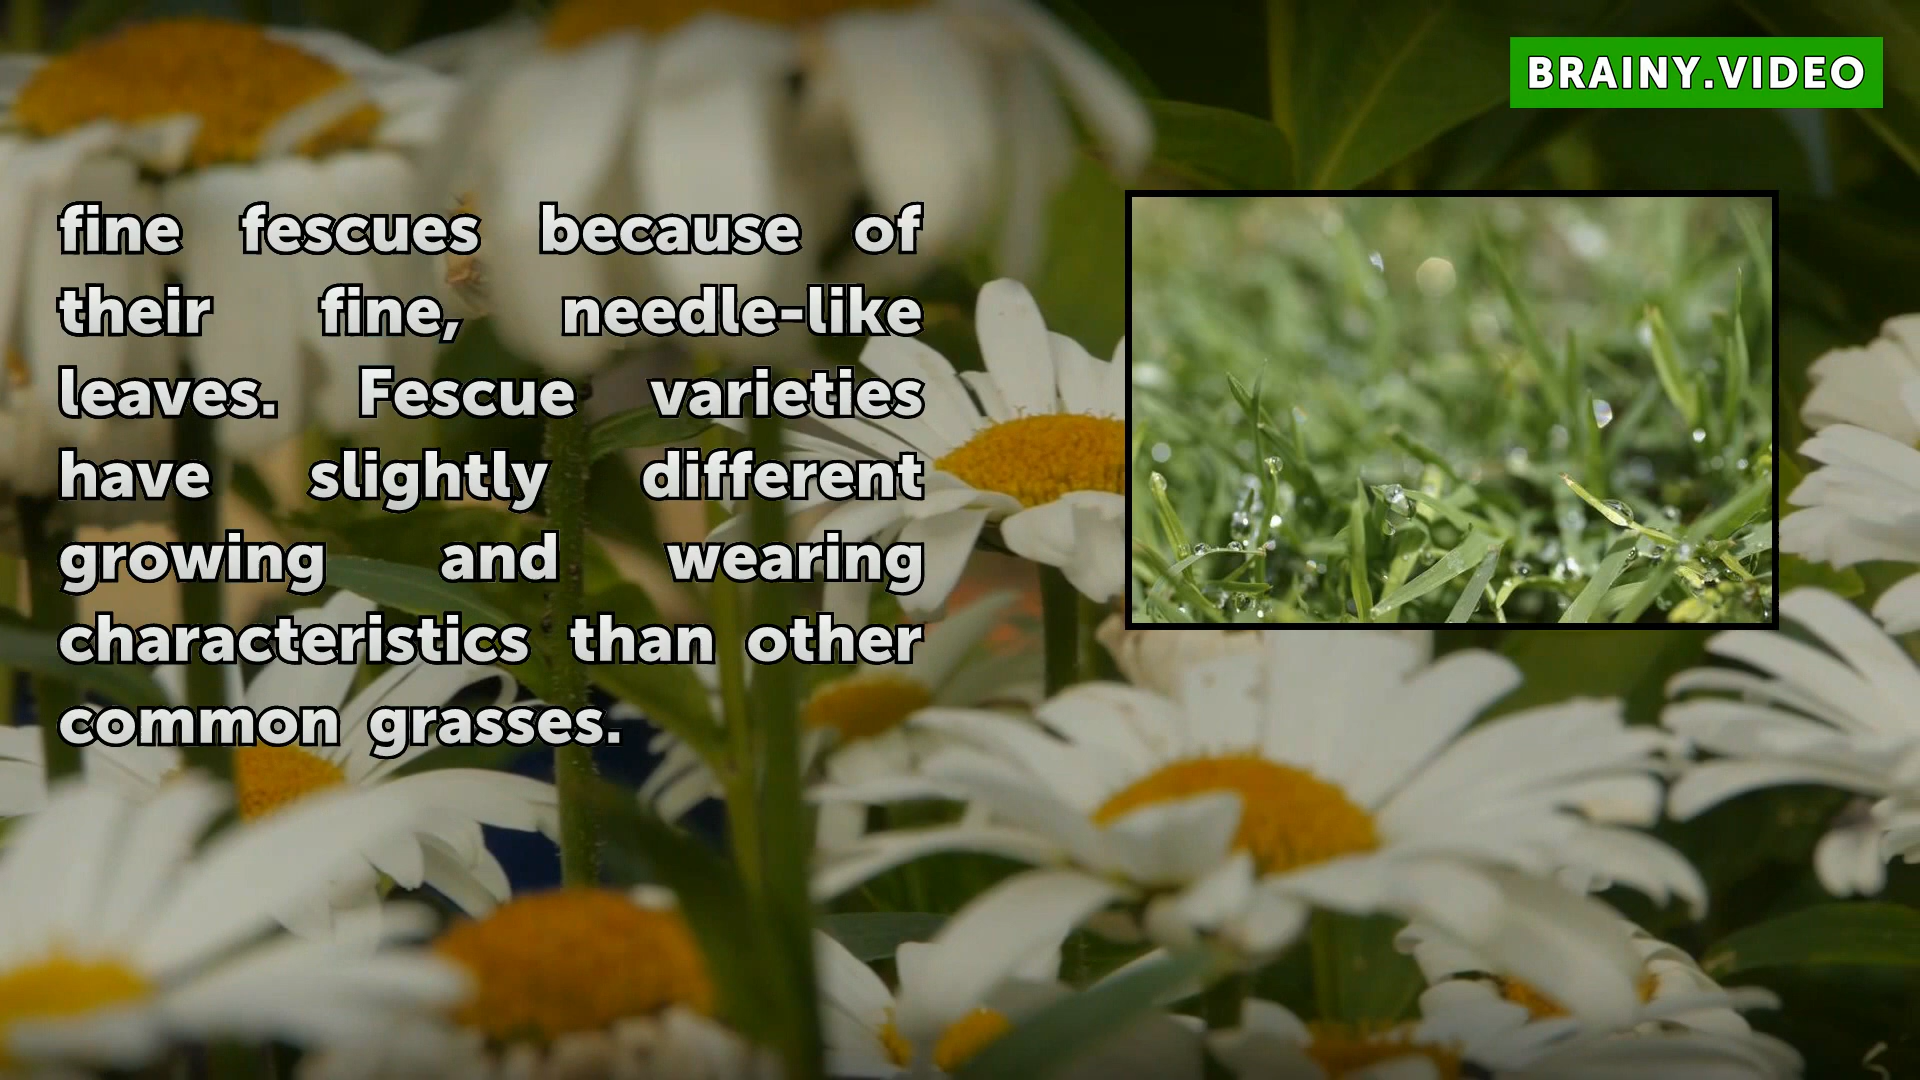 BRAINY.VIDEO
fine fescues because of
their fine, needle-like
leaves. Fescue varieties
have slightly different
growing and wearing
characteristics than other
common grasses.